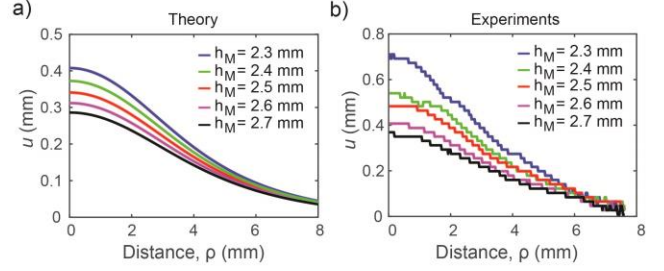 a)
Theory
0.5
0.4
0.3
0.2
0.1
0
u (mm)
h_M = 2.3 mm
h_M = 2.4 mm
h_M = 2.5 mm
h_M = 2.6 mm
h_M = 2.7 mm
0 2 4 6 8
Distance, ρ (mm)
b)
Experiments
0.8
0.6
0.4
0.2
0
u (mm)
h_M = 2.3 mm
h_M = 2.4 mm
h_M = 2.5 mm
h_M = 2.6 mm
h_M = 2.7 mm
0 2 4 6 8
Distance, ρ (mm)